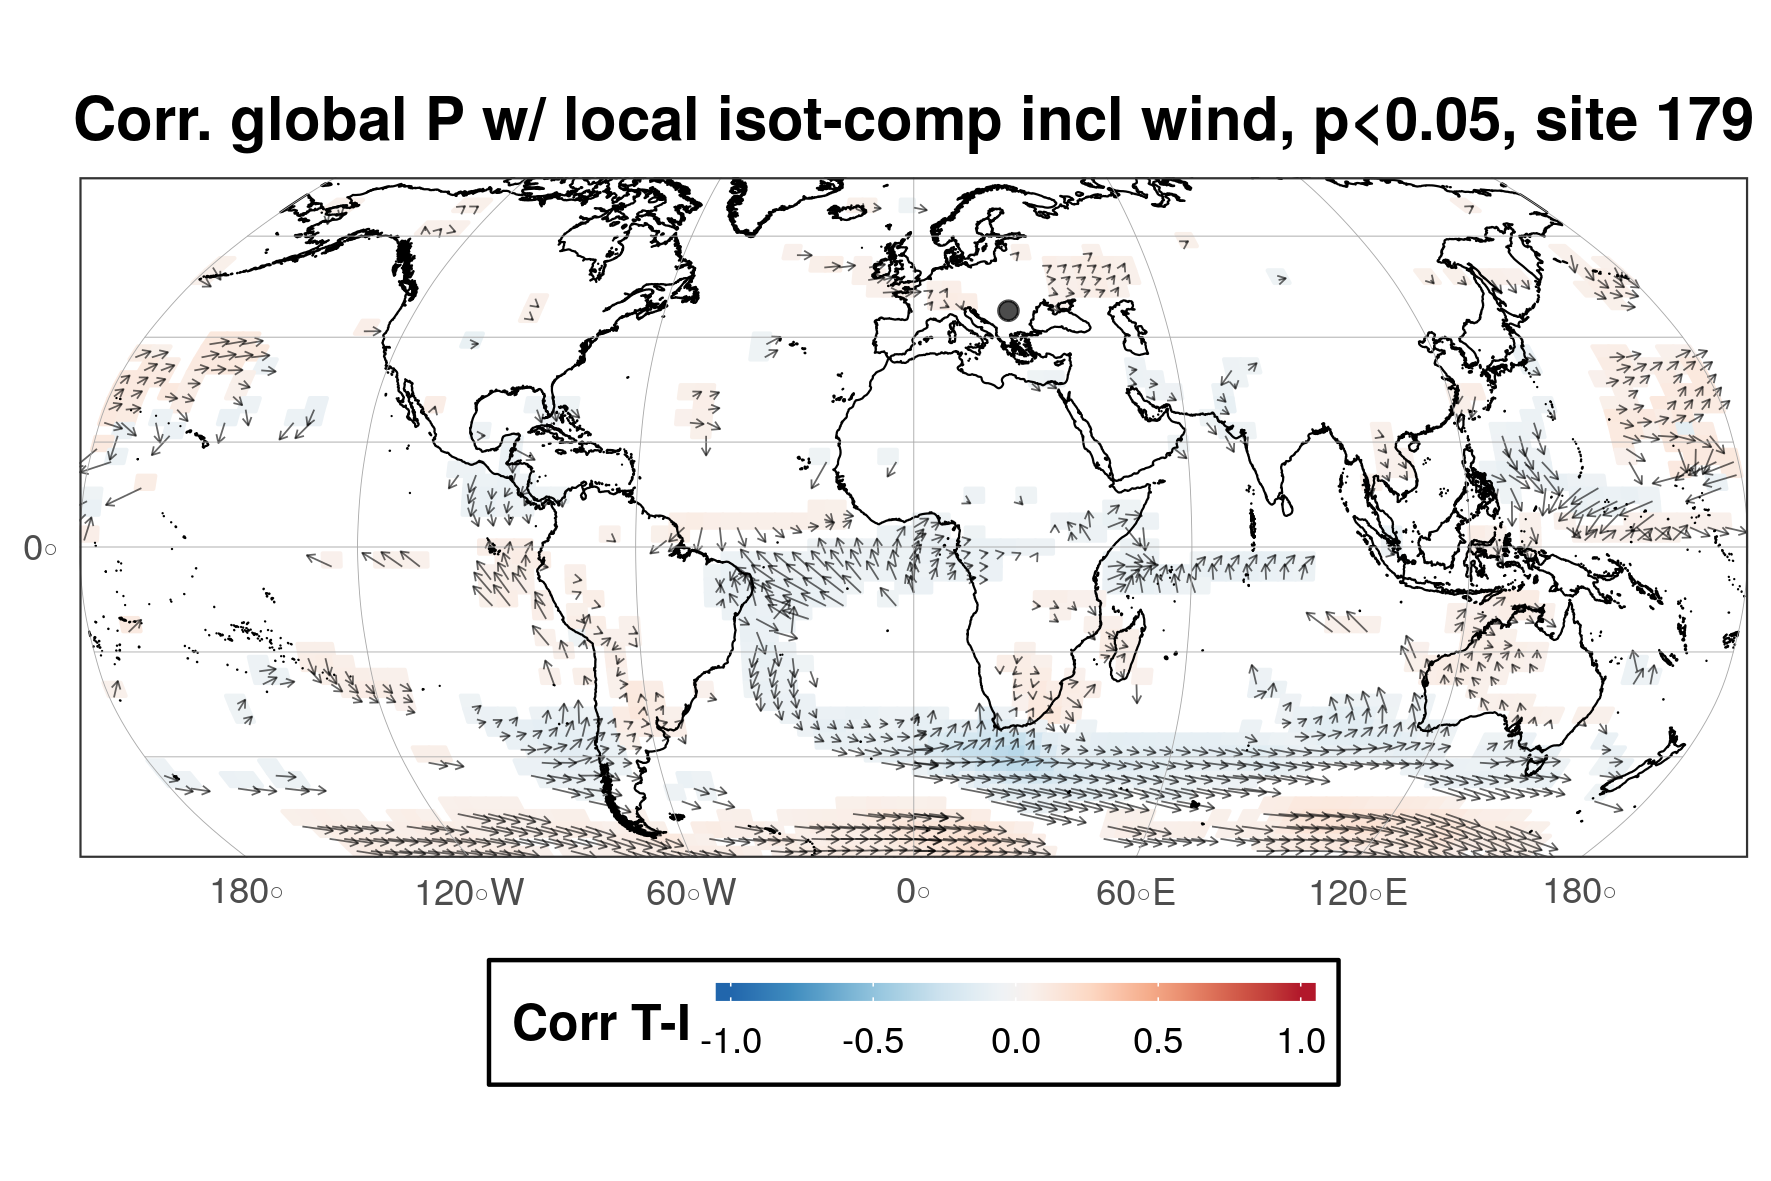 Corr. global P w/ local isot-comp incl wind, p<0.05, site 179
0°
180° 120°W 60°W 0° 60°E 120°E 180°
Corr T-I
-1.0 -0.5 0.0 0.5 1.0